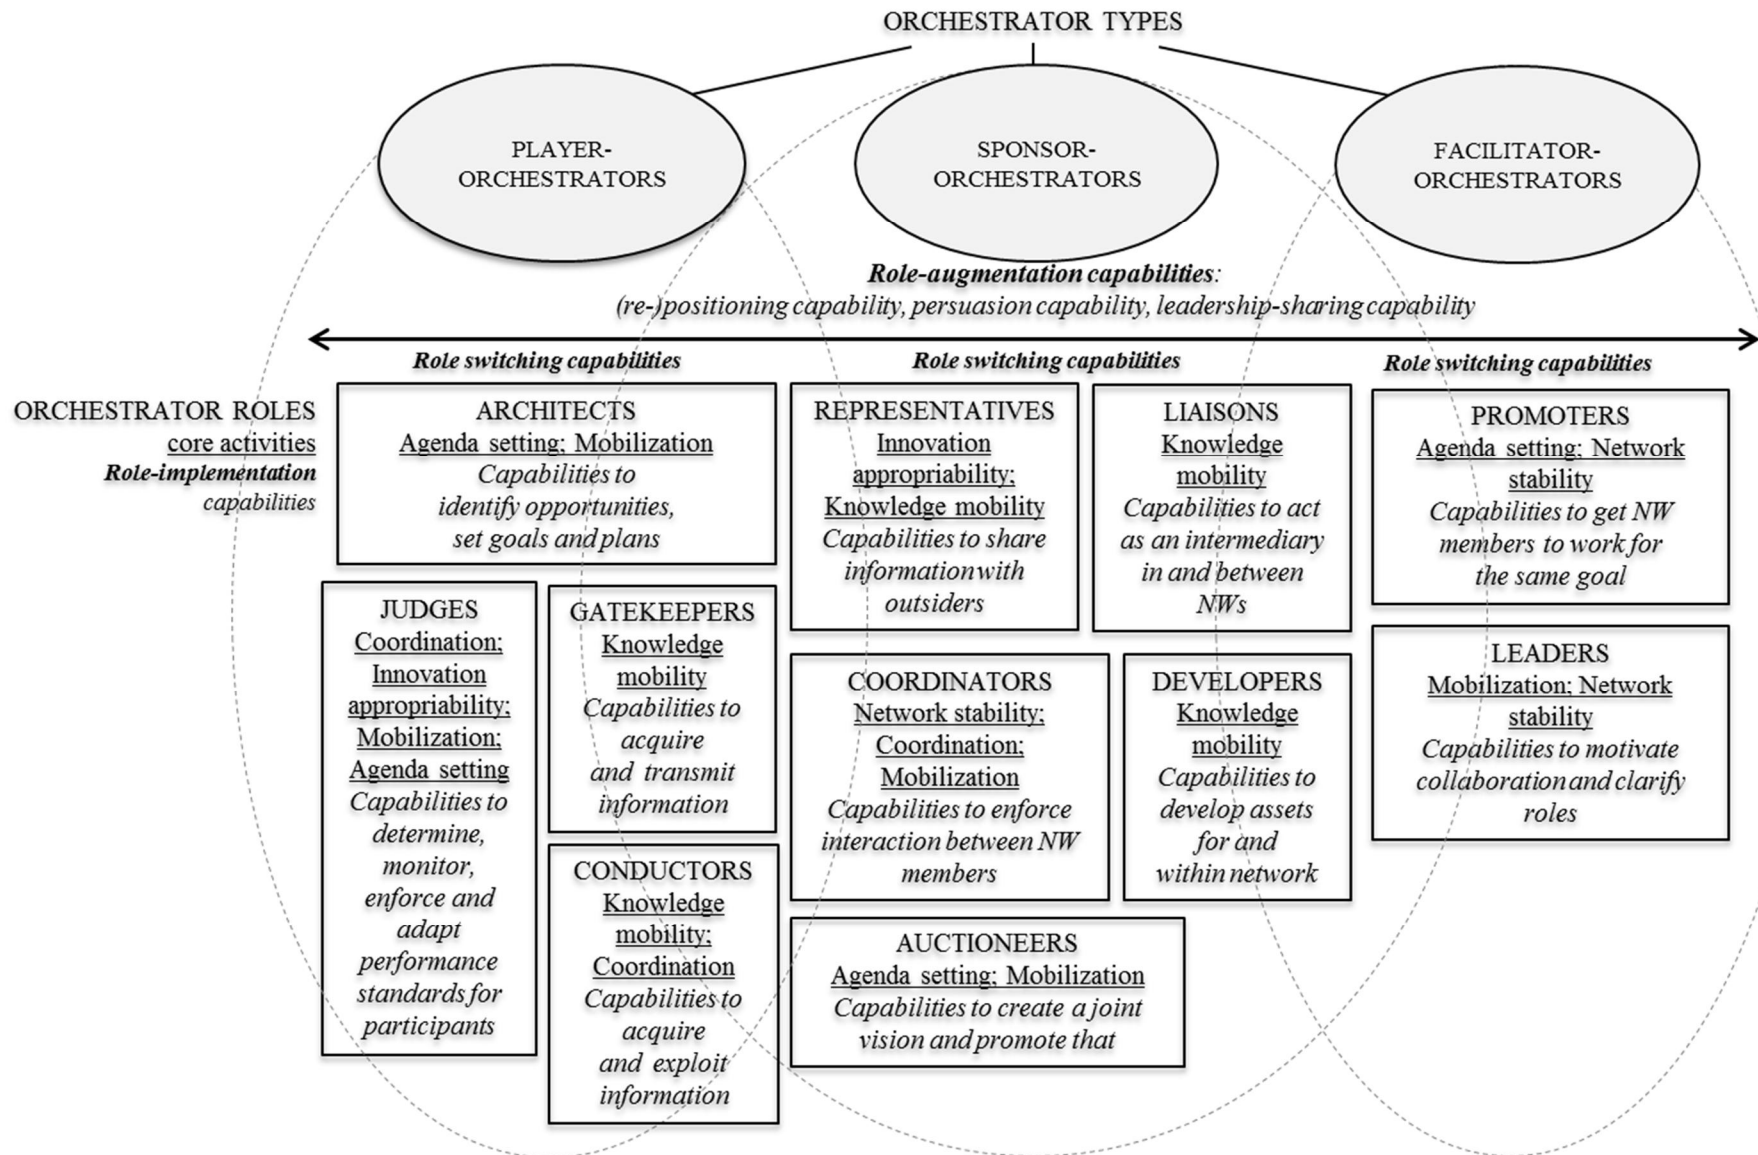 ORCHESTRATOR TYPES
PLAYER-
ORCHESTRATORS
SPONSOR-
ORCHESTRATORS
FACILITATOR-
ORCHESTRATORS
Role-augmentation capabilities:
(re-)positioning capability, persuasion capability, leadership-sharing capability
Role switching capabilities
Role switching capabilities
Role switching capabilities
ORCHESTRATOR ROLES
core activities
Role-implementation
capabilities
ARCHITECTS
Agenda setting; Mobilization
Capabilities to
identify opportunities,
set goals and plans
REPRESENTATIVES
Innovation
appropriability;
Knowledge mobility
Capabilities to share
information with
outsiders
LIAISONS
Knowledge
mobility
Capabilities to act
as an intermediary
in and between
NWs
PROMOTERS
Agenda setting; Network
stability
Capabilities to get NW
members to work for
the same goal
JUDGES
Coordination;
Innovation
appropriability;
Mobilization;
Agenda setting
Capabilities to
determine,
monitor,
enforce and
adapt
performance
standards for
participants
GATEKEEPERS
Knowledge
mobility
Capabilities to
acquire
and transmit
information
COORDINATORS
Network stability;
Coordination;
Mobilization
Capabilities to enforce
interaction between NW
members
DEVELOPERS
Knowledge
mobility
Capabilities to
develop assets
for and
within network
LEADERS
Mobilization; Network
stability
Capabilities to motivate
collaboration and clarify
roles
CONDUCTORS
Knowledge
mobility;
Coordination
Capabilities to
acquire
and exploit
information
AUCTIONEERS
Agenda setting; Mobilization
Capabilities to create a joint
vision and promote that